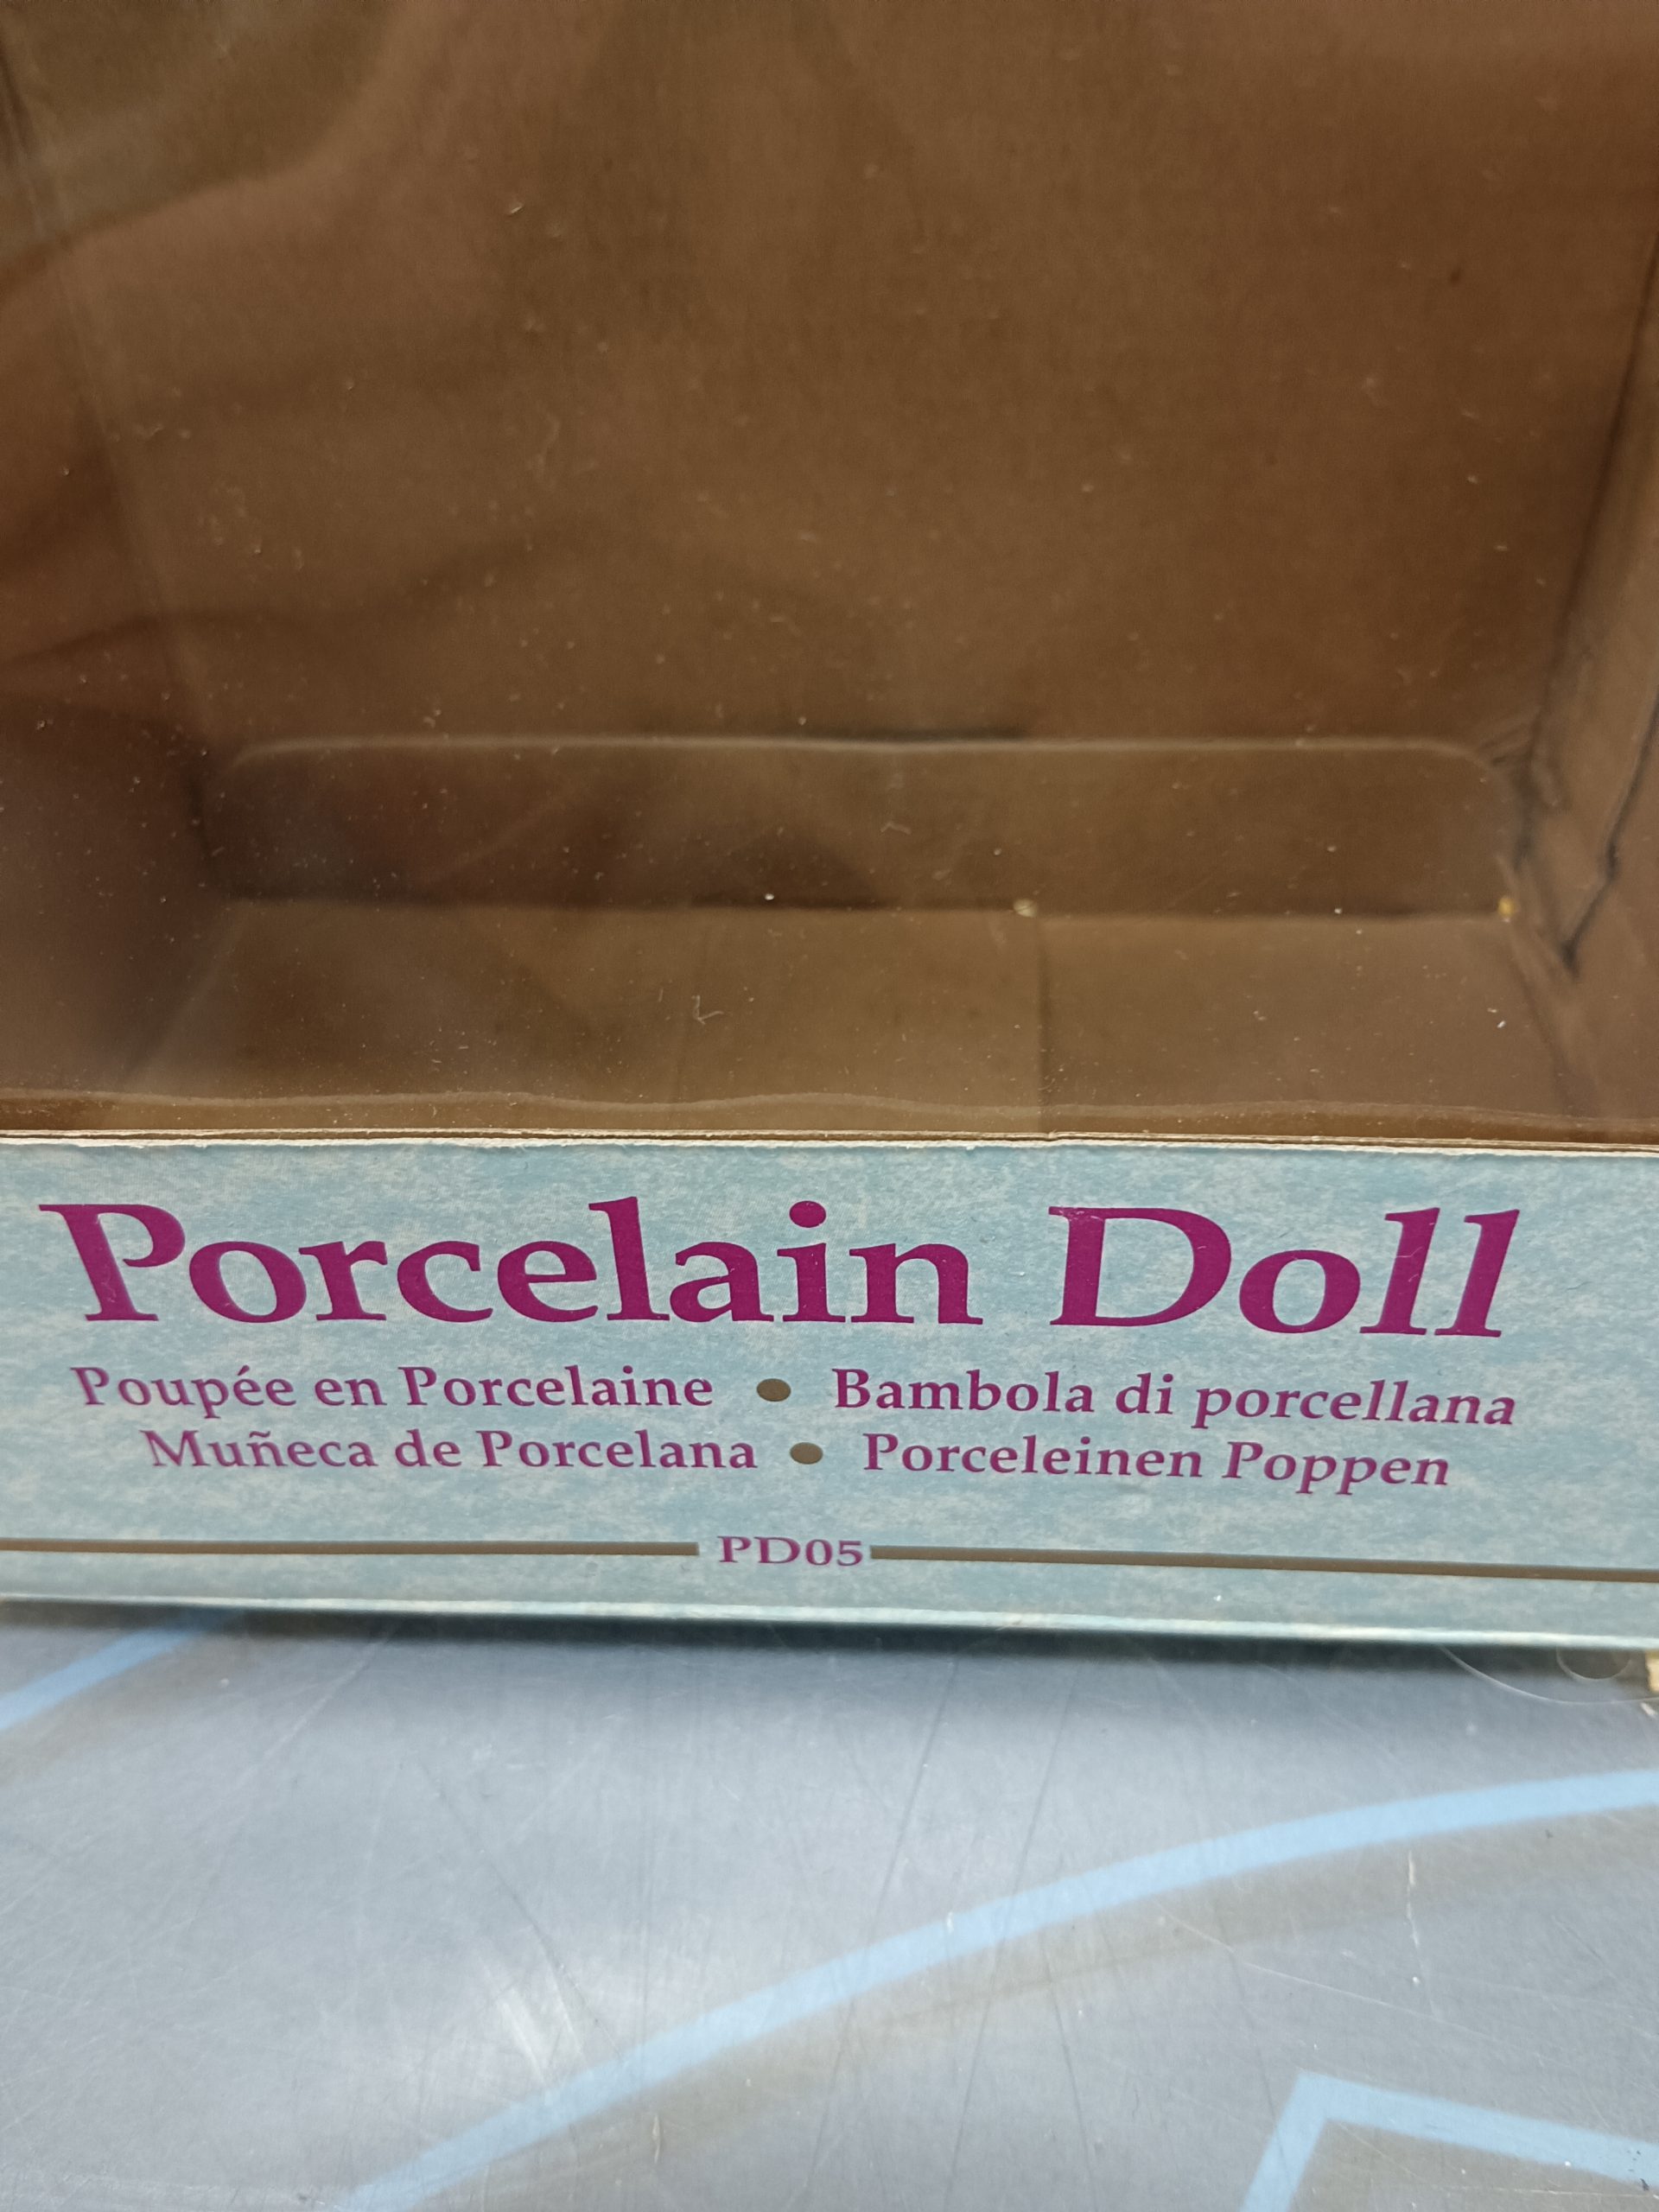 Porcelain Doll
Poupée en Porcelaine • Bambola di porcellana
Muñeca de Porcelana • Porceleinen Poppen
PD05